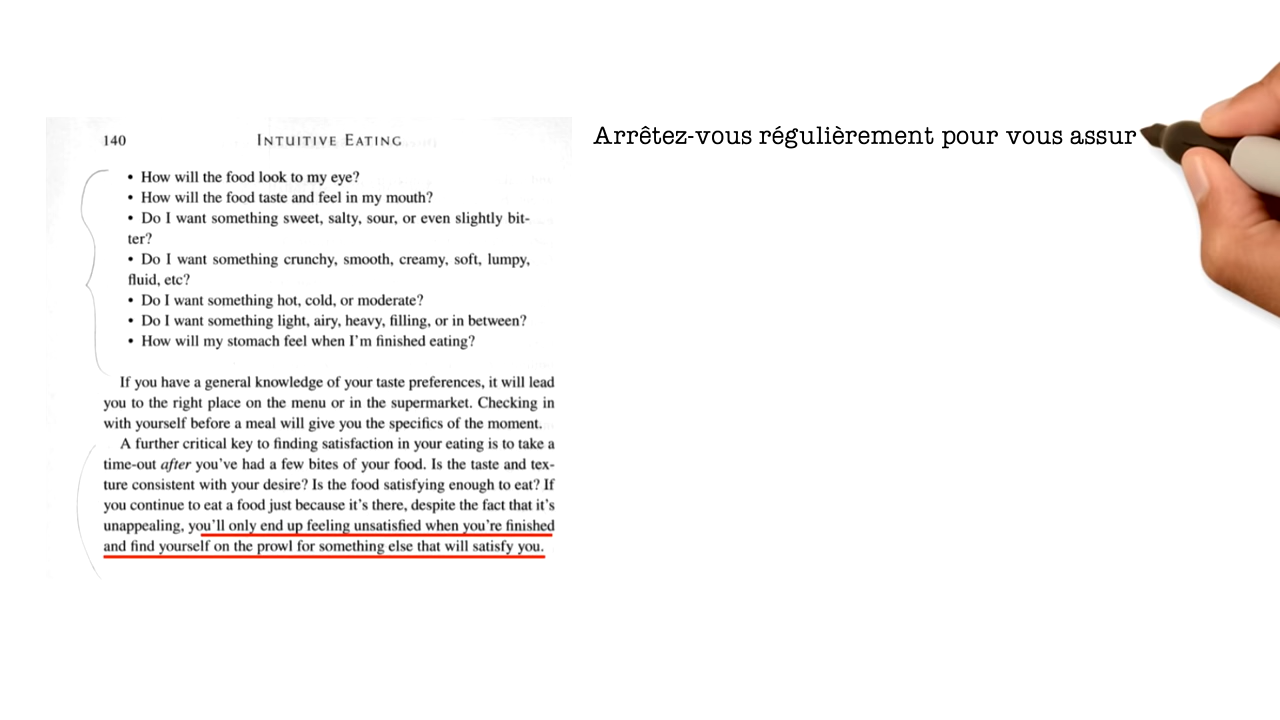 140 INTUITIVE EATING
• How will the food look to my eye?
• How will the food taste and feel in my mouth?
• Do I want something sweet, salty, sour, or even slightly bit-
ter?
• Do I want something crunchy, smooth, creamy, soft, lumpy,
fluid, etc?
• Do I want something hot, cold, or moderate?
• Do I want something light, airy, heavy, filling, or in between?
• How will my stomach feel when I'm finished eating?
If you have a general knowledge of your taste preferences, it will lead
you to the right place on the menu or in the supermarket. Checking in
with yourself before a meal will give you the specifics of the moment.
A further critical key to finding satisfaction in your eating is to take a
time-out after you've had a few bites of your food. Is the taste and tex-
ture consistent with your desire? Is the food satisfying enough to eat? If
you continue to eat a food just because it's there, despite the fact that it's
unappealing, you'll only end up feeling unsatisfied when you're finished
and find yourself on the prowl for something else that will satisfy you.
Arrêtez-vous régulièrement pour vous assur